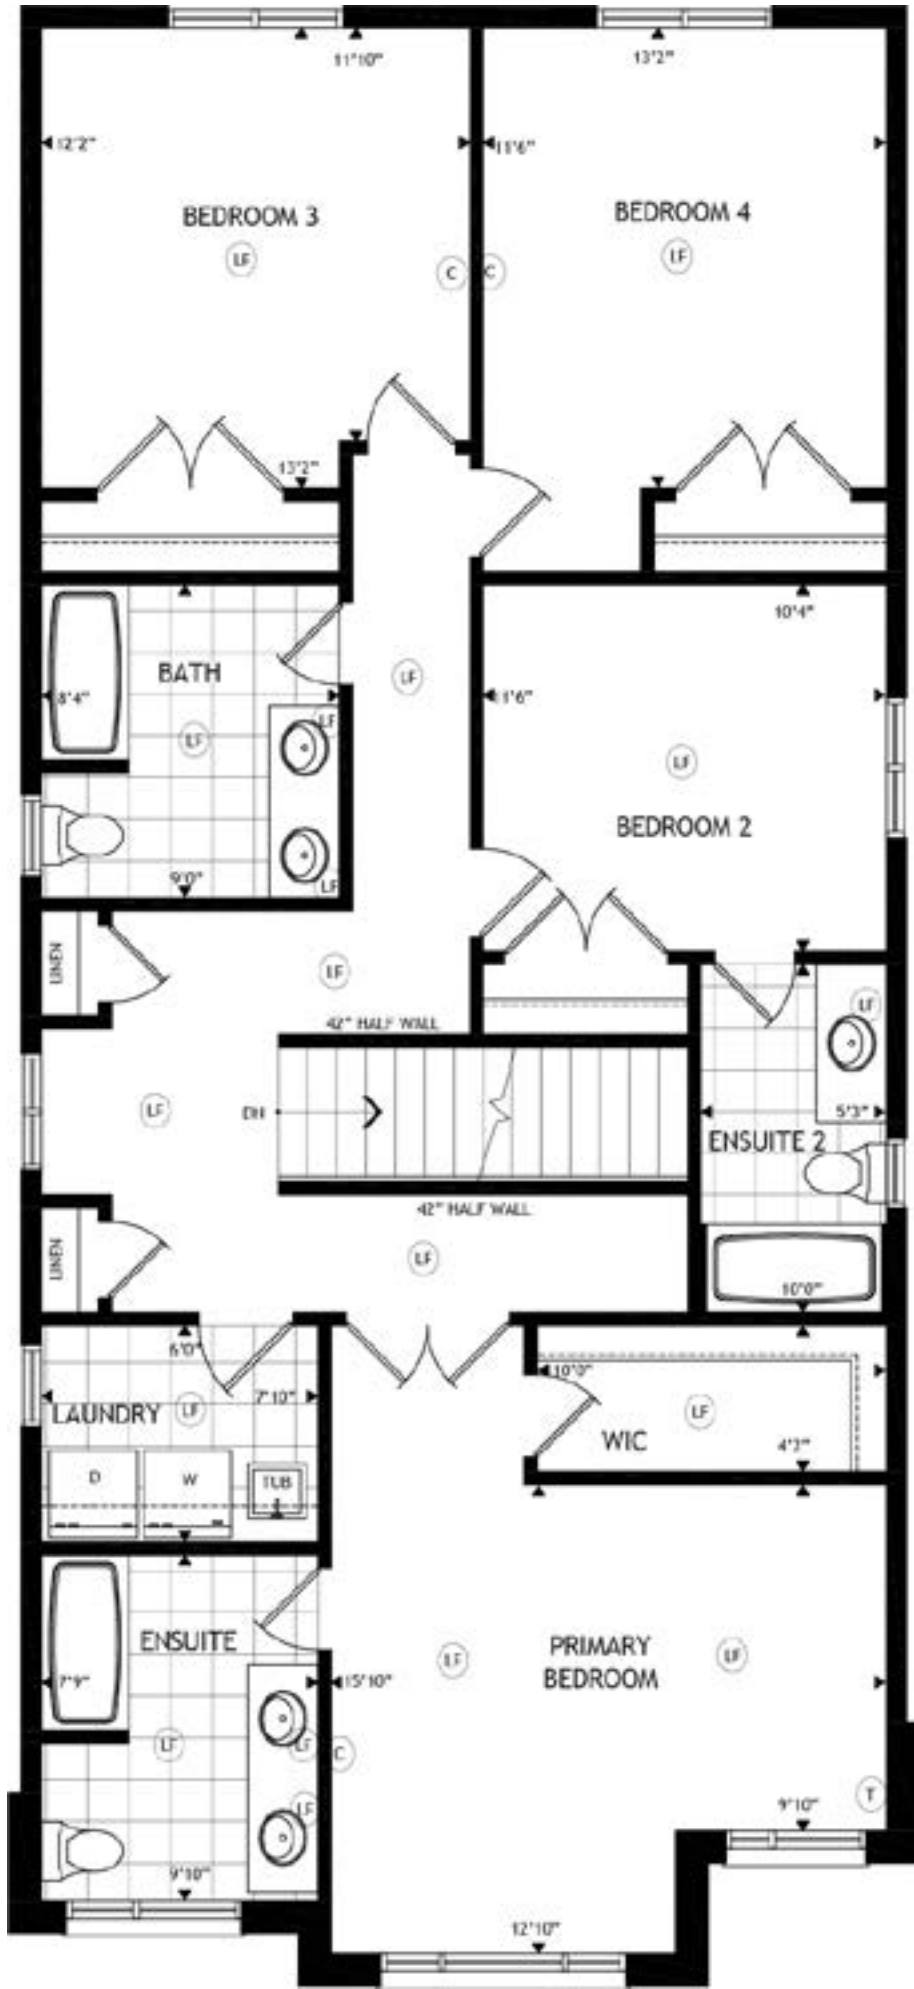 11'10"
13'2"
12'2"
11'6"
BEDROOM 3
BEDROOM 4
LF
LF
C
C
13'2"
10'4"
BATH
LF
8'4"
11'6"
LF
LF
LF
BEDROOM 2
9'0"
LF
LINEN
LF
LF
42" HALF WALL
LF
DN
5'3"
ENSUITE 2
42" HALF WALL
LINEN
LF
10'0"
6'0"
10'0"
7'10"
LAUNDRY
LF
LF
WIC
D
W
TUB
ENSUITE
PRIMARY
BEDROOM
LF
LF
7'9"
15'10"
LF
LF
C
T
LF
9'10"
9'10"
12'10"